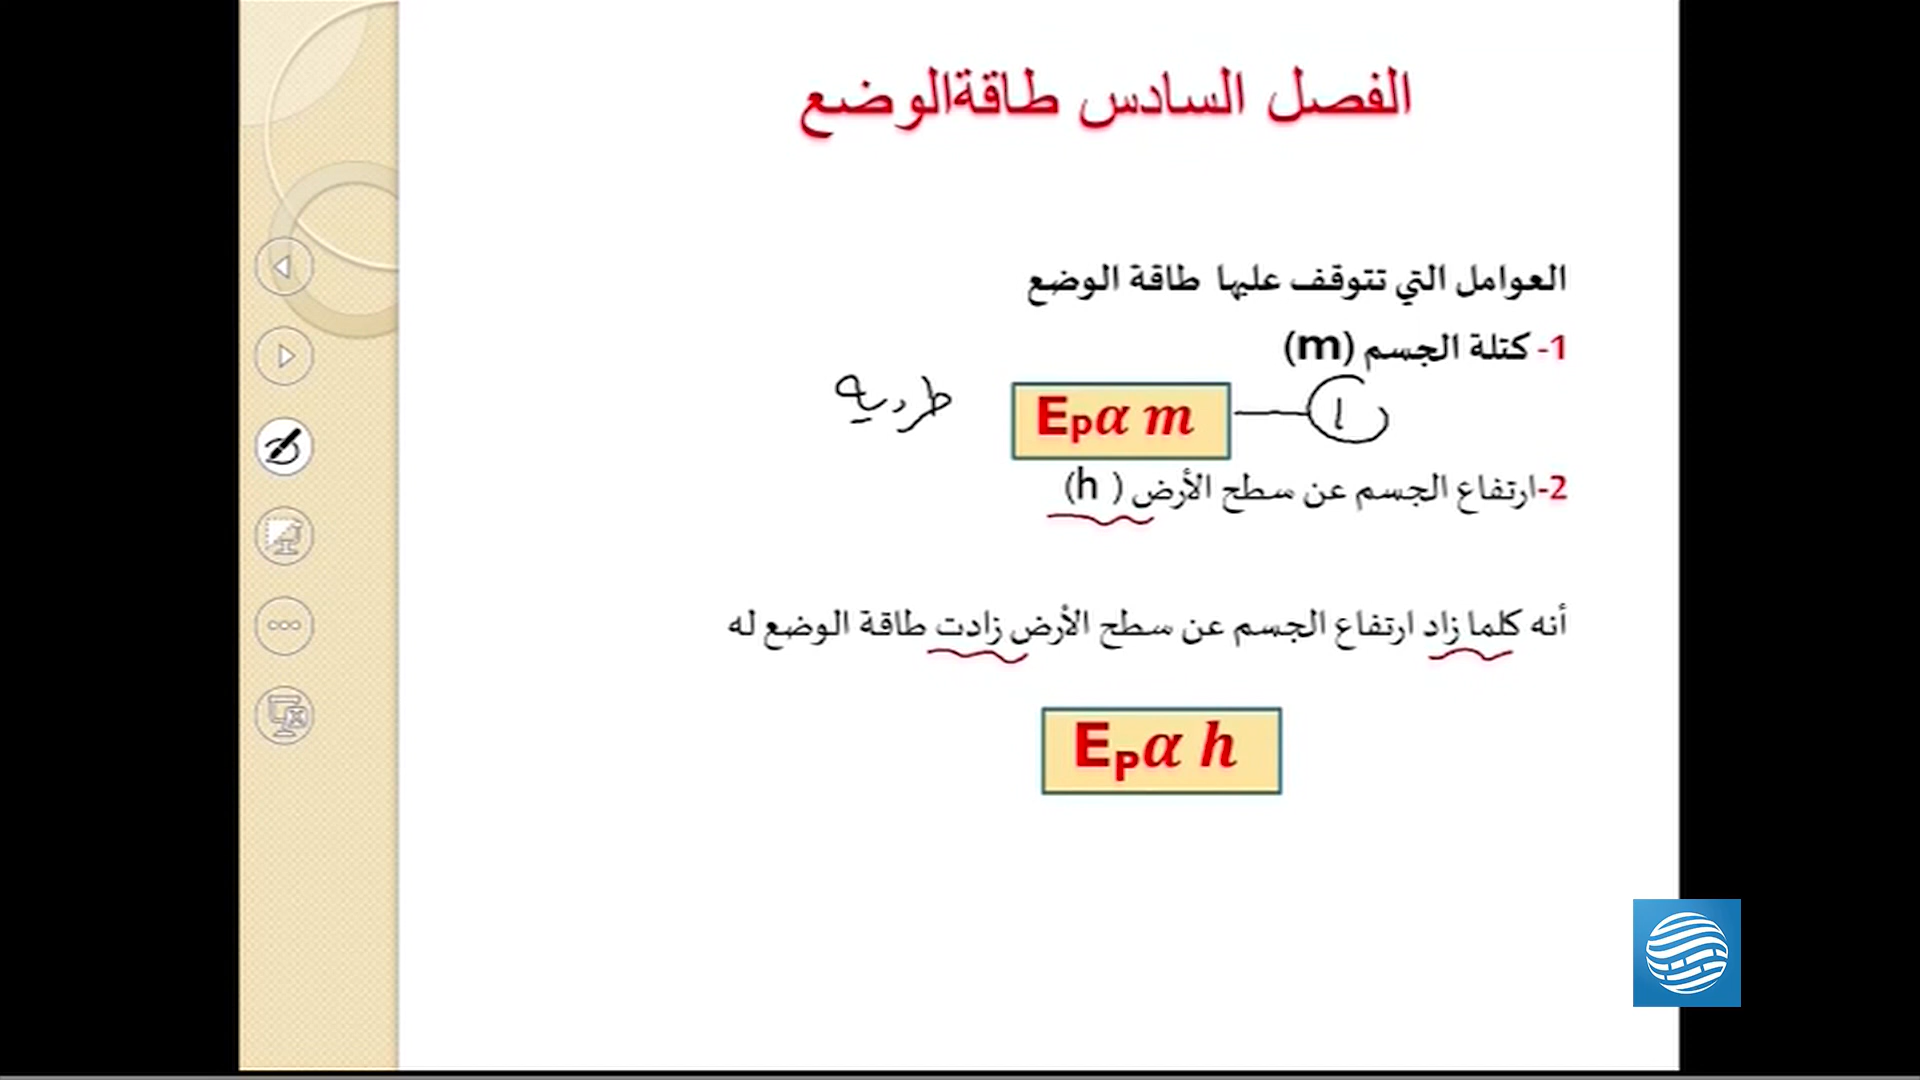 الفصل السادس طاقةالوضع
العوامل التي تتوقف عليها طاقة الوضع
1- كتلة الجسم (m)
Epα m
1
طرديه
2-ارتفاع الجسم عن سطح الأرض ( h)
أنه كلما زاد ارتفاع الجسم عن سطح الأرض زادت طاقة الوضع له
Epα h